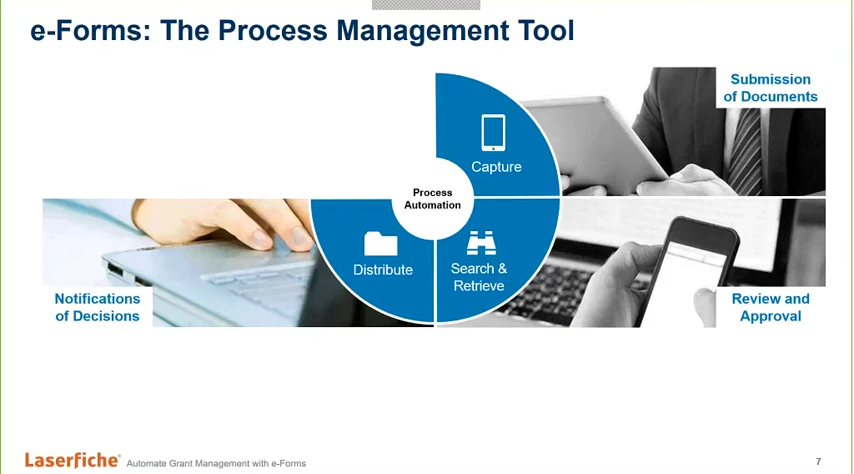 e-Forms: The Process Management Tool
Submission
of Documents
Capture
Process
Automation
Distribute
Search &
Retrieve
Notifications
of Decisions
Review and
Approval
Laserfiche® Automate Grant Management with e-Forms
7